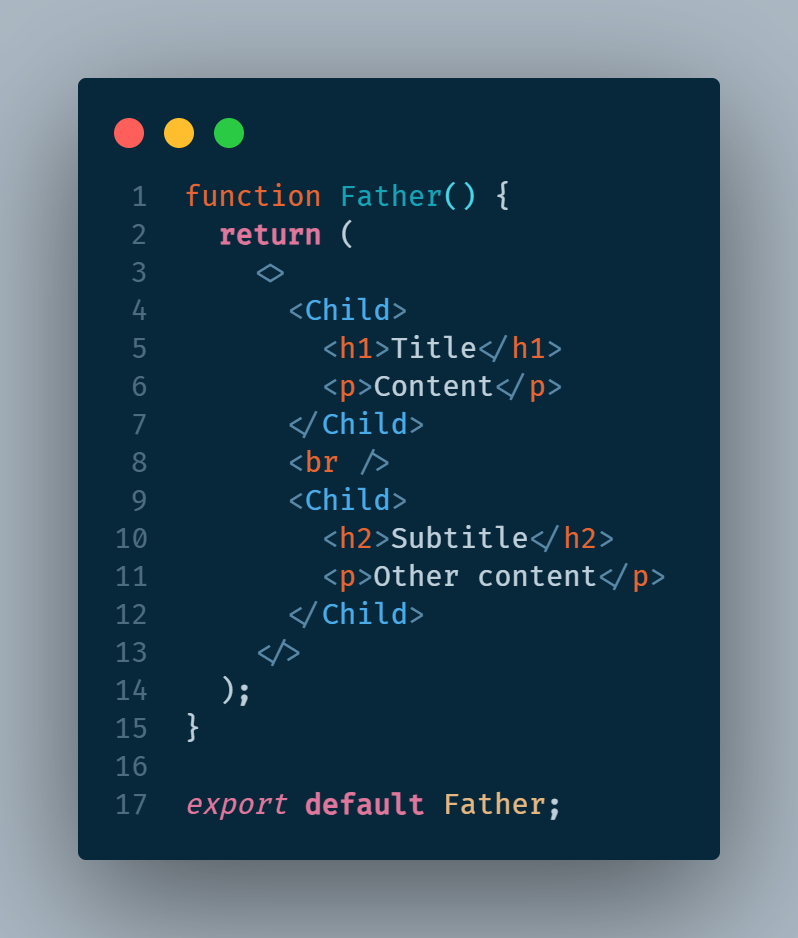 1 function Father() {
2   return (
3     <>
4       <Child>
5         <h1>Title</h1>
6         <p>Content</p>
7       </Child>
8       <br />
9       <Child>
10         <h2>Subtitle</h2>
11         <p>Other content</p>
12       </Child>
13     </>
14   );
15 }
16
17 export default Father;